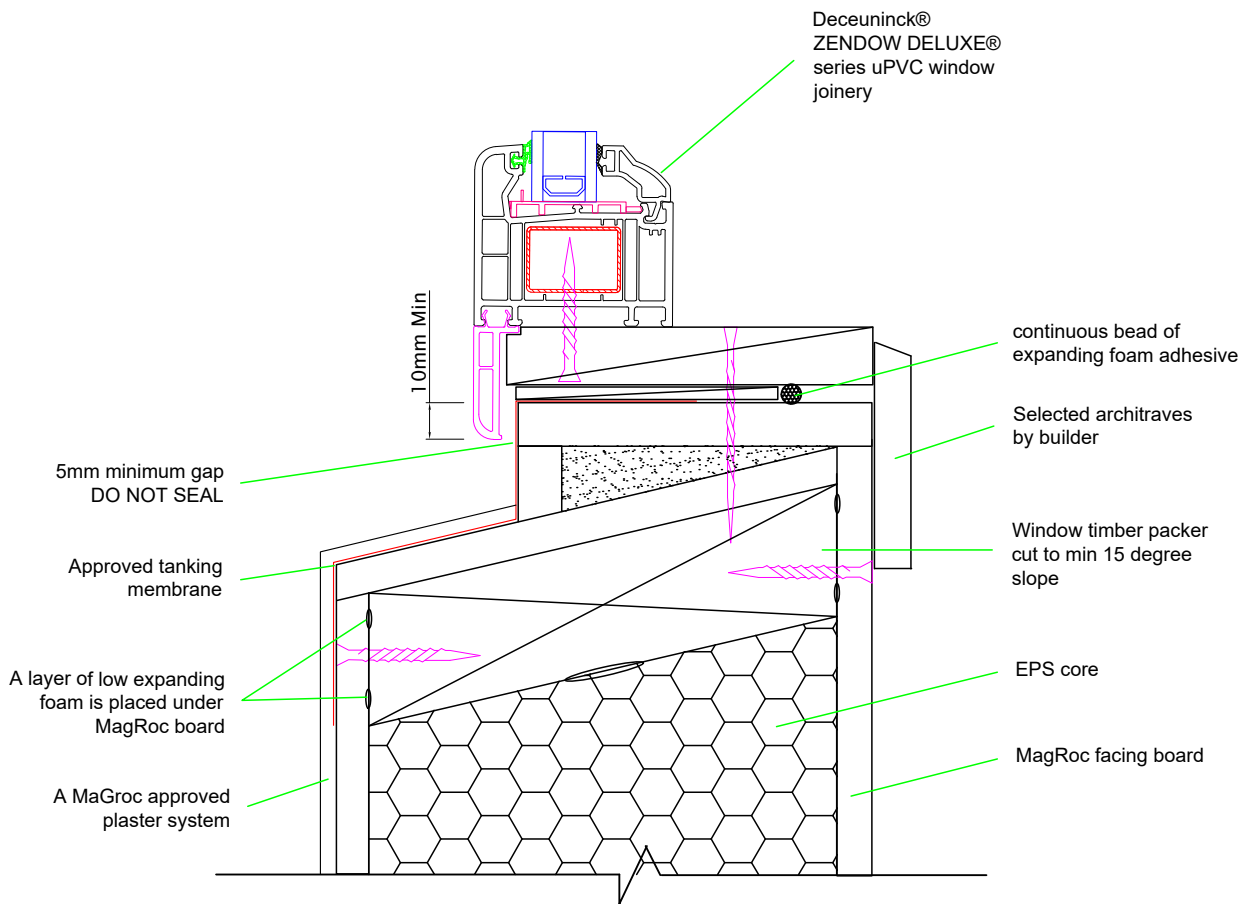 Deceuninck®
ZENDOW DELUXE®
series uPVC window
joinery
10mm Min
continuous bead of
expanding foam adhesive
Selected architraves
by builder
5mm minimum gap
DO NOT SEAL
Window timber packer
cut to min 15 degree
slope
Approved tanking
membrane
EPS core
A layer of low expanding
foam is placed under
MagRoc board
MagRoc facing board
A MaGroc approved
plaster system